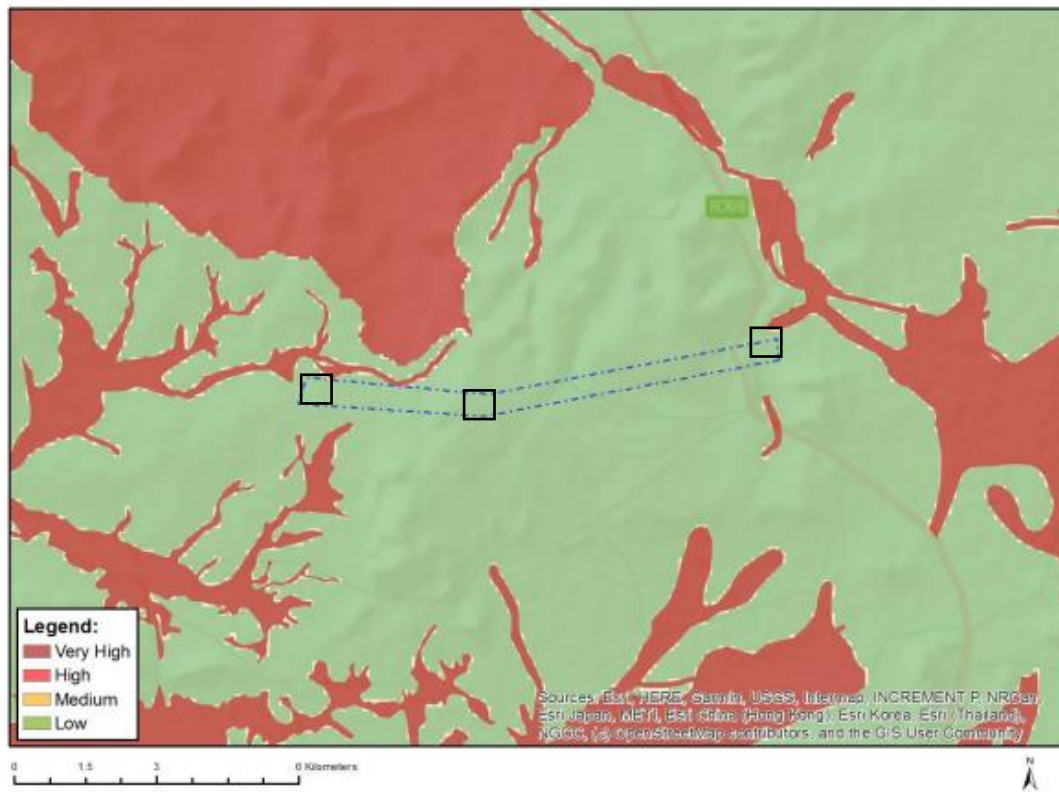 R399
Legend:
Very High
High
Medium
Low
Sources: Esri, HERE, Garmin, USGS, Intermap, INCREMENT P, NRCan,
Esri Japan, METI, Esri China (Hong Kong), Esri Korea, Esri (Thailand),
NGCC, (c) OpenStreetMap contributors, and the GIS User Community
0 1.5 3 6 Kilometers
N